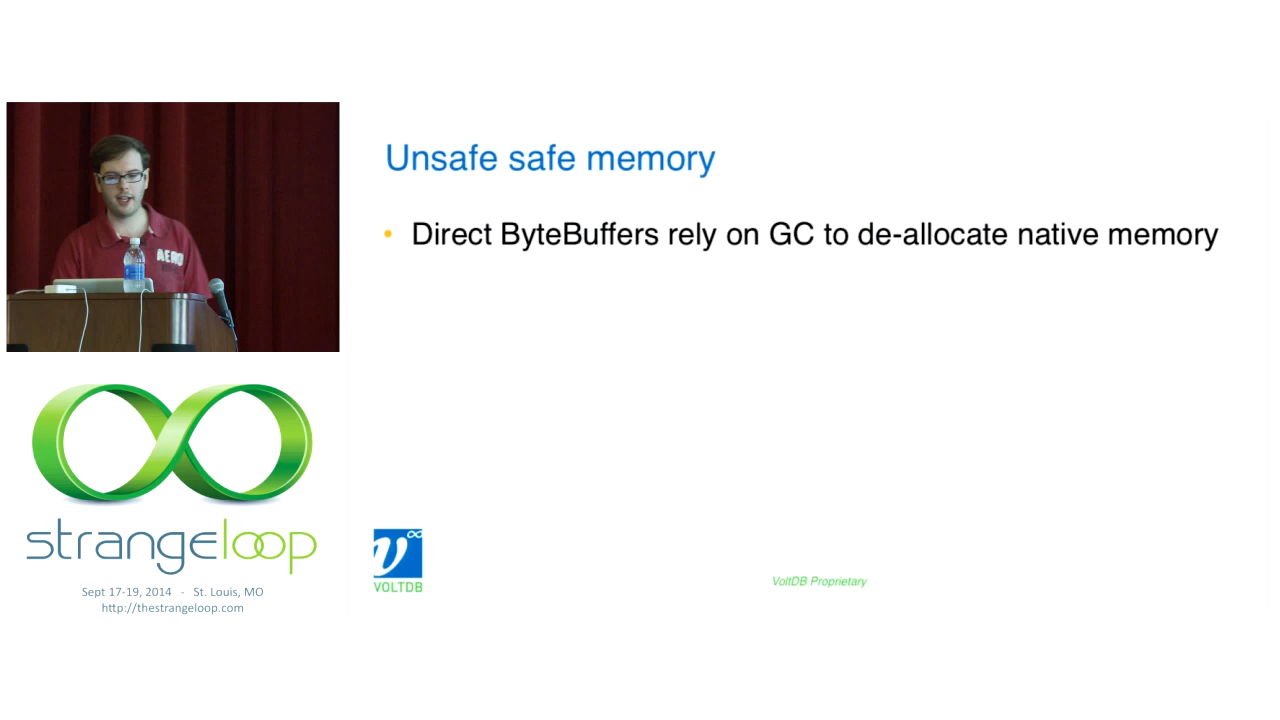 Unsafe safe memory
• Direct ByteBuffers rely on GC to de-allocate native memory
AERO
strangeloop
Sept 17-19, 2014 - St. Louis, MO
http://thestrangeloop.com
VOLTDB
VoltDB Proprietary